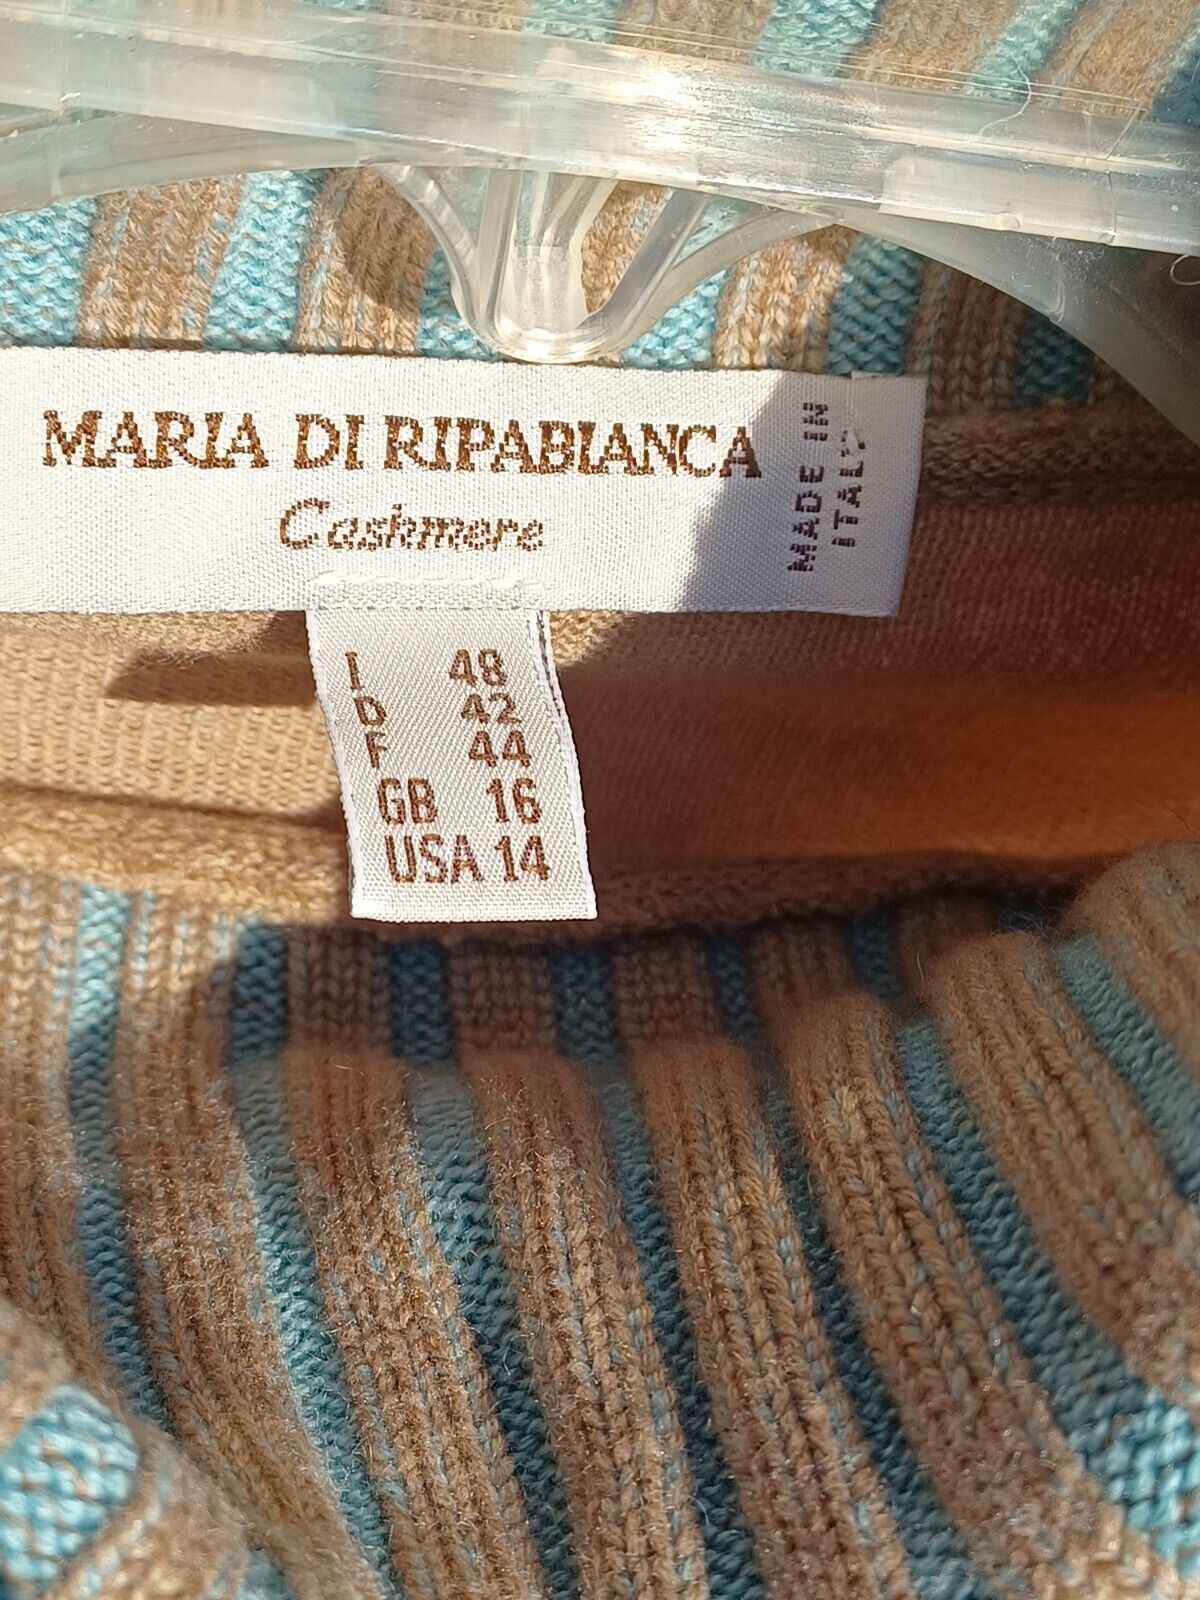 MARIA DI RIPABIANCA
Cashmere
MADE IN
ITALY
I 48
D 42
F 44
GB 16
USA 14